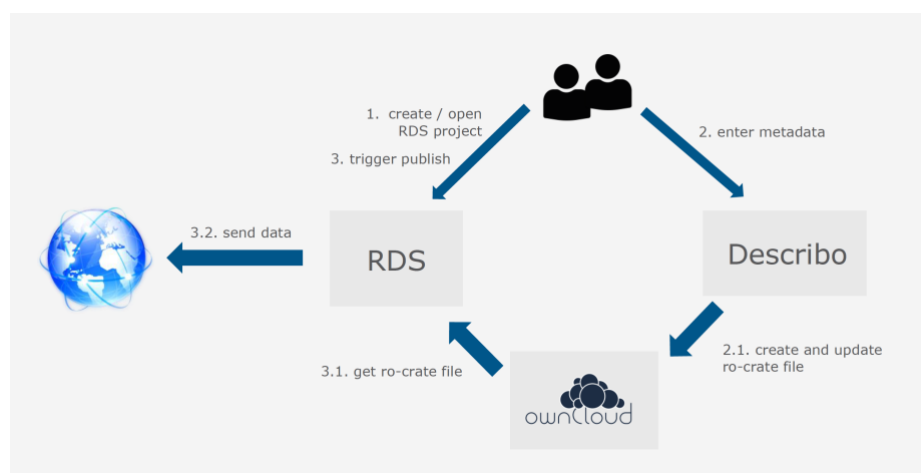 1. create / open
RDS project
3. trigger publish
2. enter metadata
3.2. send data
RDS
Describo
2.1. create and update
ro-crate file
3.1. get ro-crate file
ownCloud